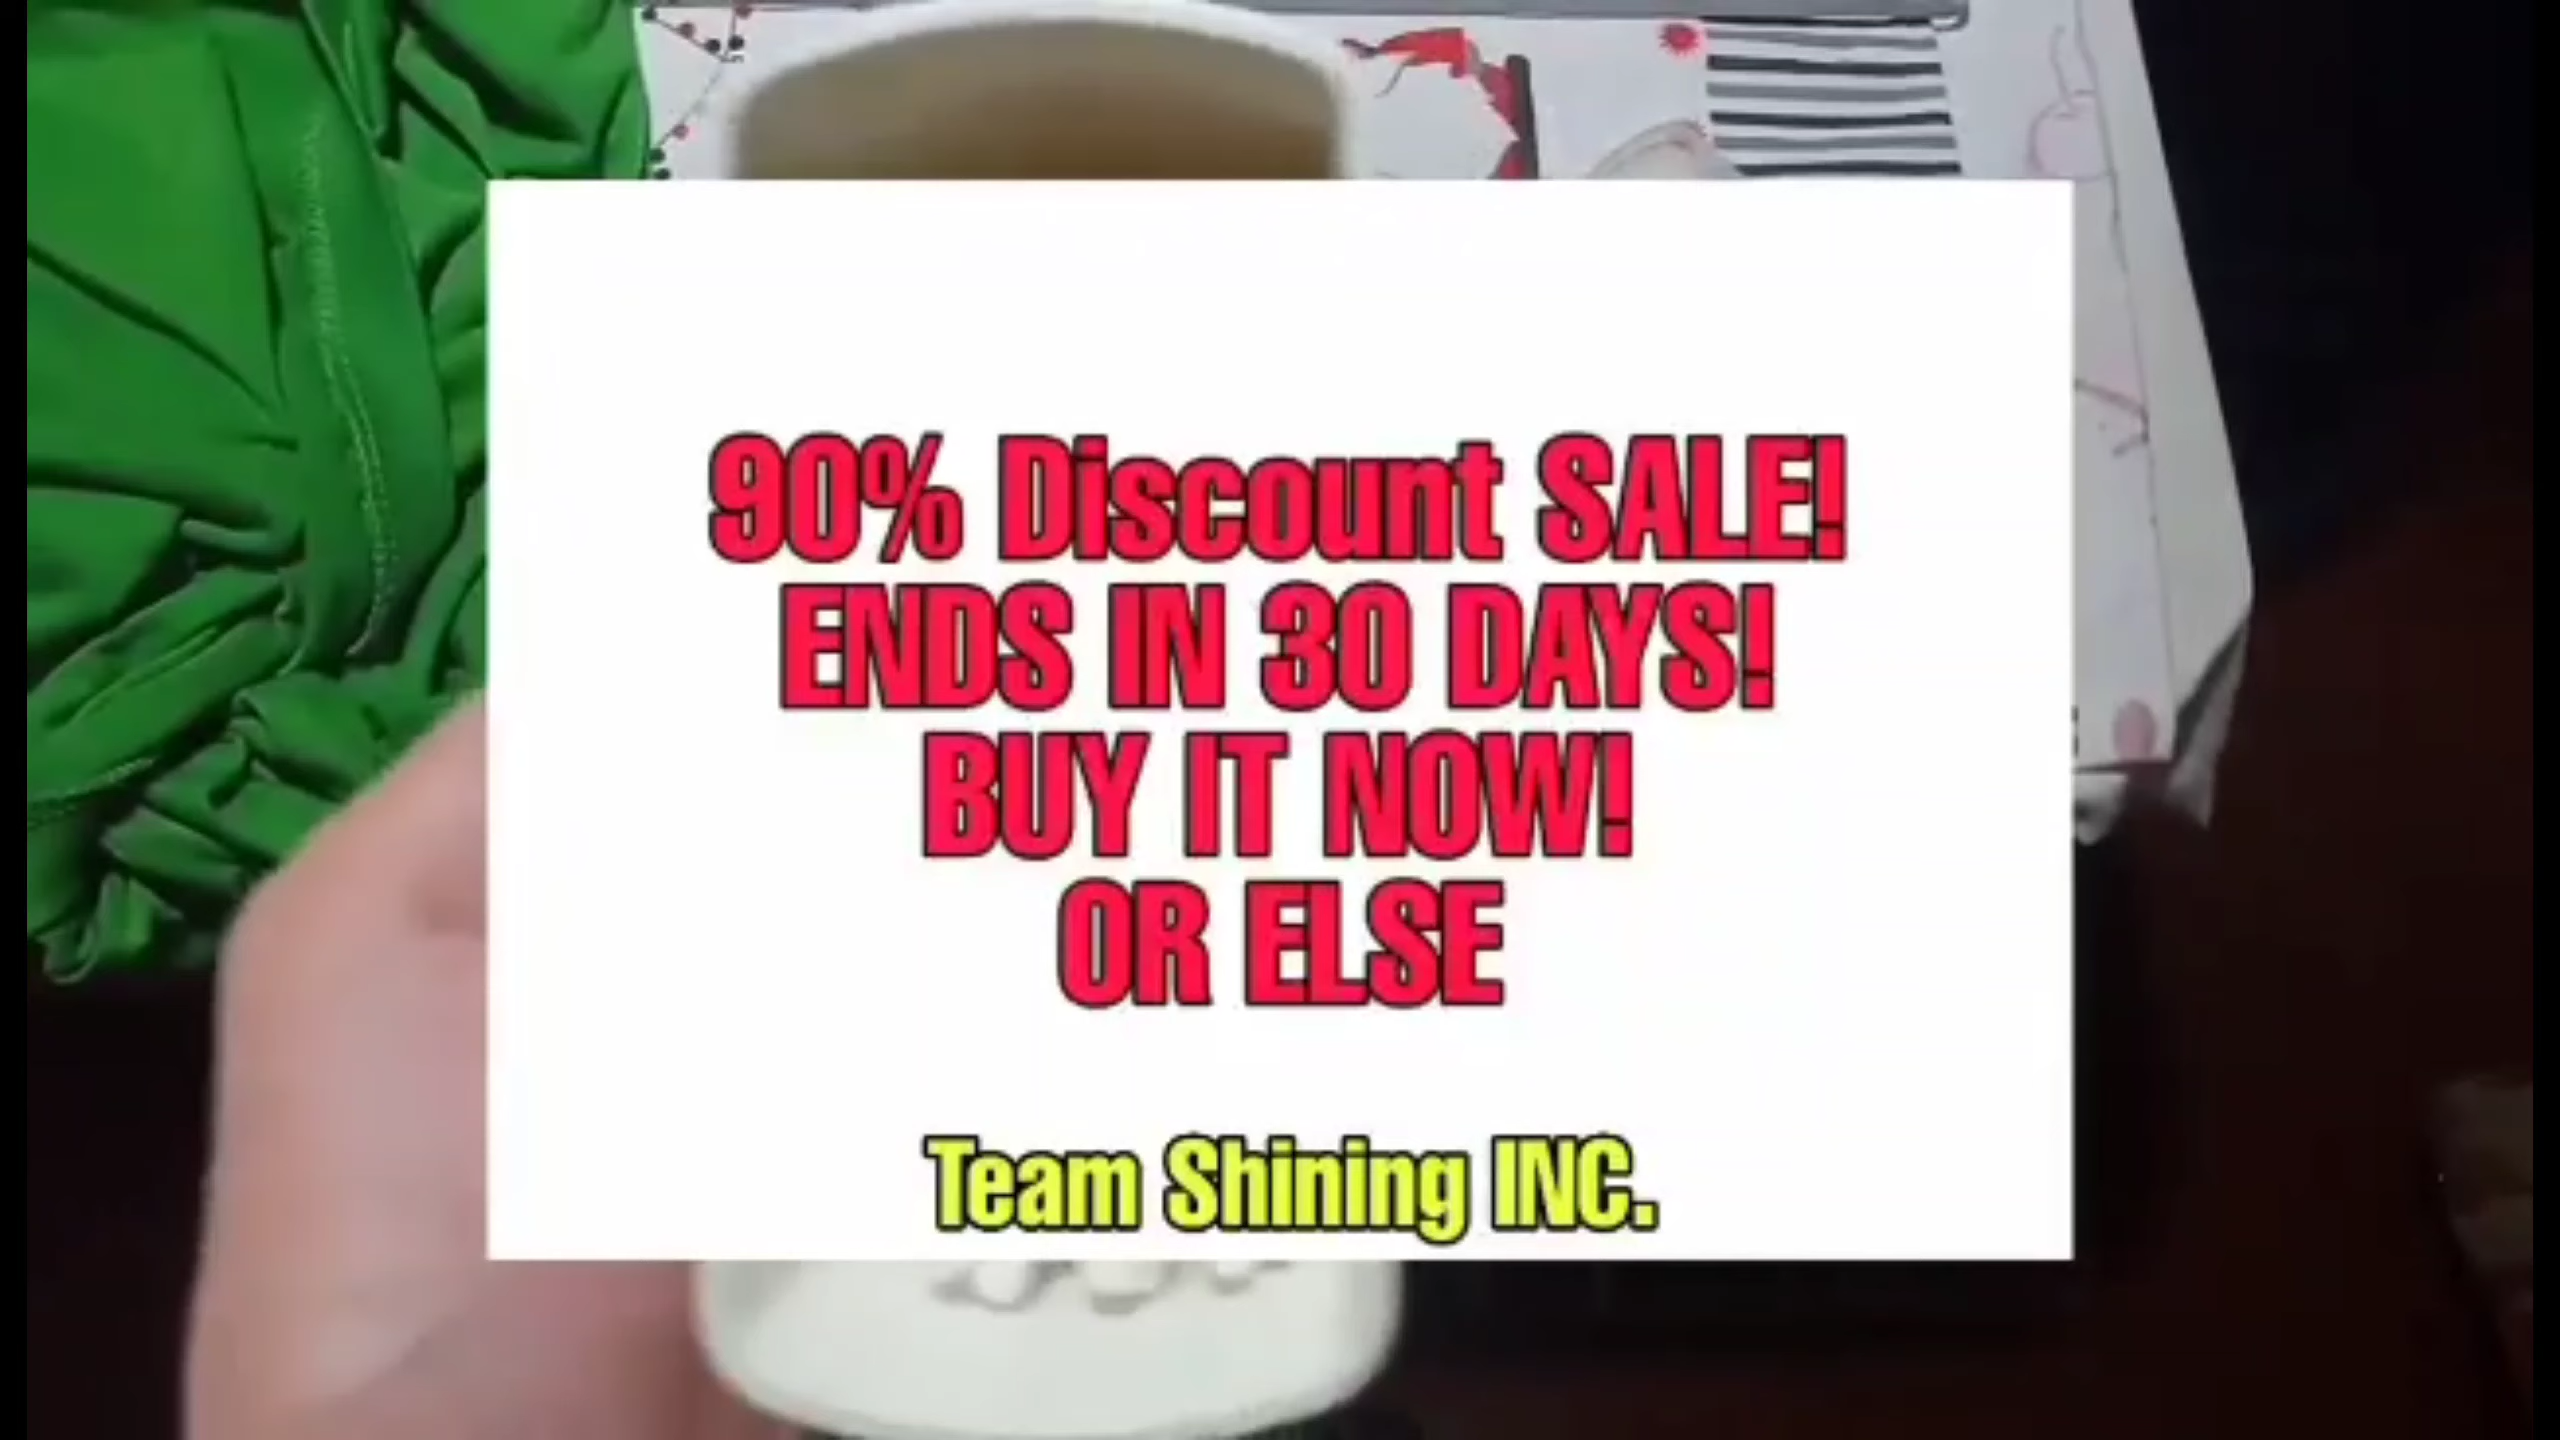 90% Discount SALE!
ENDS IN 30 DAYS!
BUY IT NOW!
OR ELSE
Team Shining INC.